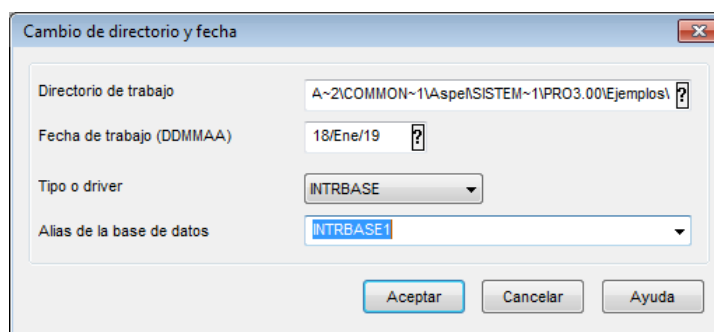 Cambio de directorio y fecha
Directorio de trabajo A~2\COMMON~1\Aspel\SISTEM~1\PRO3.00\Ejemplos\ ?
Fecha de trabajo (DDMMAA) 18/Ene/19 ?
Tipo o driver INTRBASE
Alias de la base de datos INTRBASE1
Aceptar Cancelar Ayuda